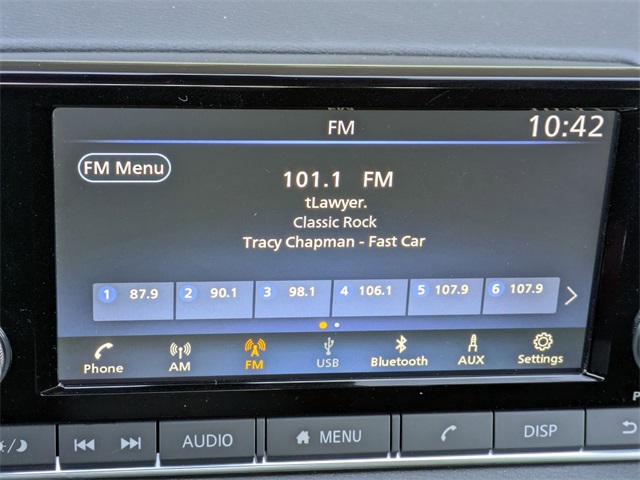 FM 10:42
FM Menu
101.1 FM
tLawyer.
Classic Rock
Tracy Chapman - Fast Car
1 87.9 2 90.1 3 98.1 4 106.1 5 107.9 6 107.9
Phone AM FM USB Bluetooth AUX Settings
AUDIO MENU DISP